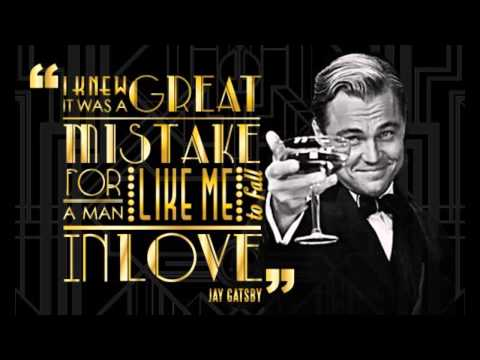 “I KNEW
IT WAS A GREAT
MISTAKE
FOR
A MAN LIKE ME to fall
IN LOVE”
JAY GATSBY